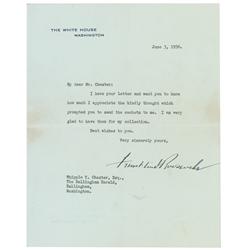 THE WHITE HOUSE
WASHINGTON
June 3, 1936.
My dear Mr. Chester:
I have your letter and want you to know
how much I appreciate the kindly thought which
prompted you to send the cachets to me. I am very
glad to have them for my collection.
Best wishes to you.
Very sincerely yours,
Franklin D Roosevelt
Whipple Y. Chester, Esq.,
The Bellingham Herald,
Bellingham,
Washington.